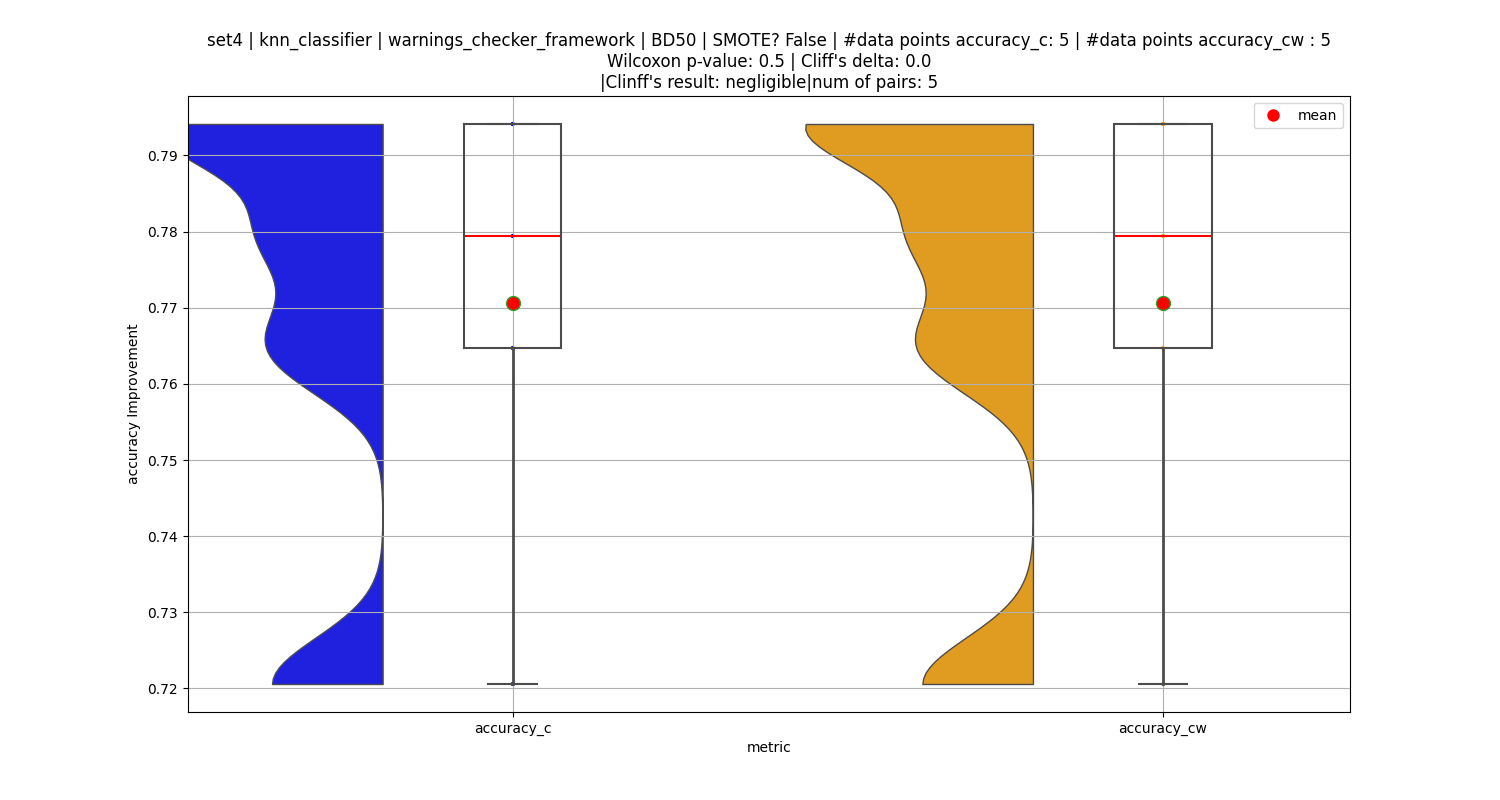 set4 | knn_classifier | warnings_checker_framework | BD50 | SMOTE? False | #data points accuracy_c: 5 | #data points accuracy_cw : 5
Wilcoxon p-value: 0.5 | Cliff's delta: 0.0
|Clinff's result: negligible|num of pairs: 5
mean
0.79
0.78
0.77
0.76
0.75
0.74
0.73
0.72
accuracy Improvement
accuracy_c
accuracy_cw
metric